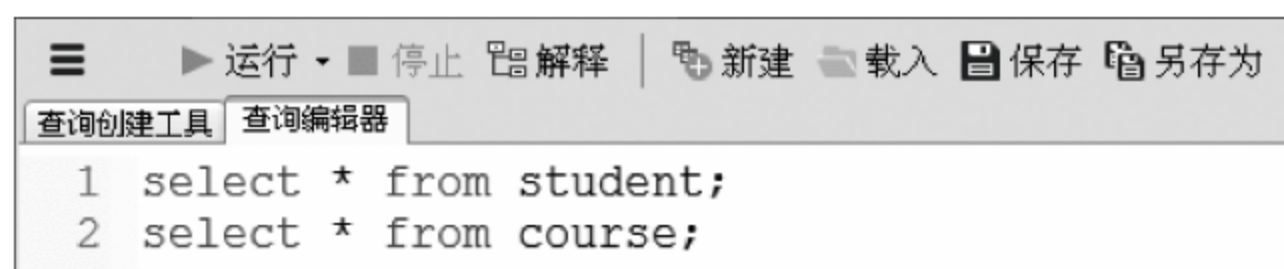 运行 停止 解释 新建 载入 保存 另存为
查询创建工具 查询编辑器
1 select * from student;
2 select * from course;